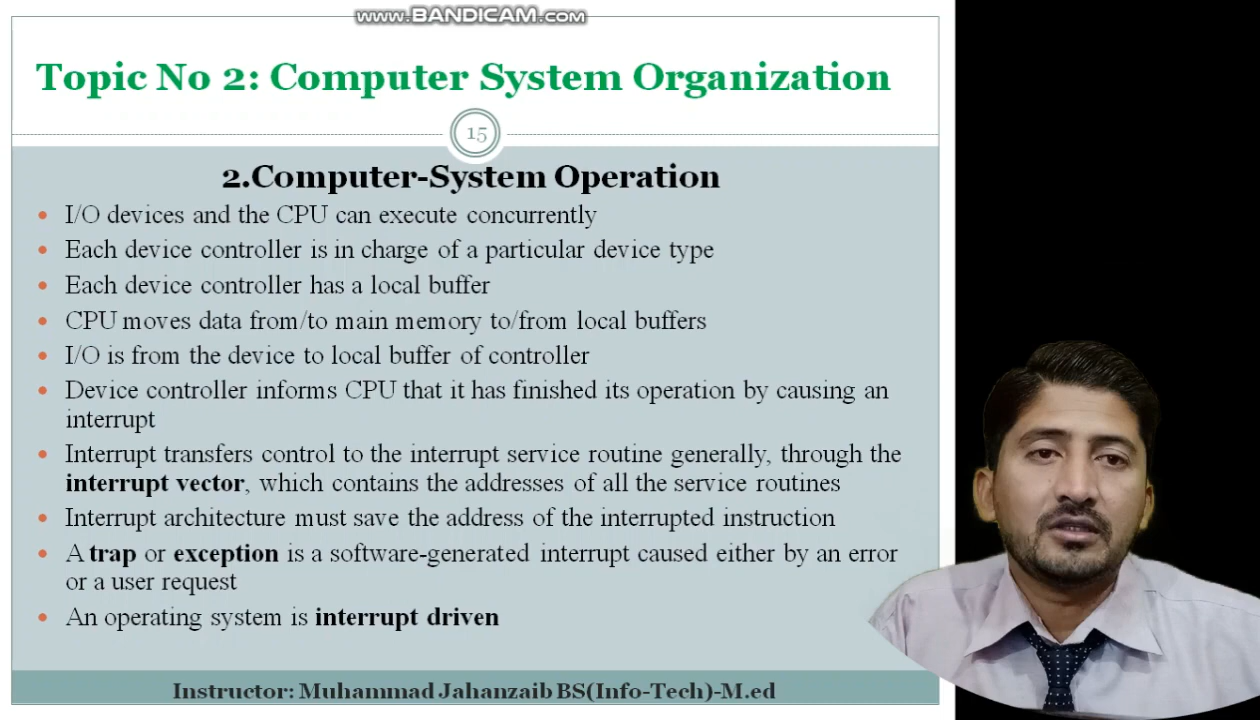 www.BANDICAM.com
Topic No 2: Computer System Organization
15
2.Computer-System Operation
• I/O devices and the CPU can execute concurrently
• Each device controller is in charge of a particular device type
• Each device controller has a local buffer
• CPU moves data from/to main memory to/from local buffers
• I/O is from the device to local buffer of controller
• Device controller informs CPU that it has finished its operation by causing an
interrupt
• Interrupt transfers control to the interrupt service routine generally, through the
interrupt vector, which contains the addresses of all the service routines
• Interrupt architecture must save the address of the interrupted instruction
• A trap or exception is a software-generated interrupt caused either by an error
or a user request
• An operating system is interrupt driven
Instructor: Muhammad Jahanzaib BS(Info-Tech)-M.ed